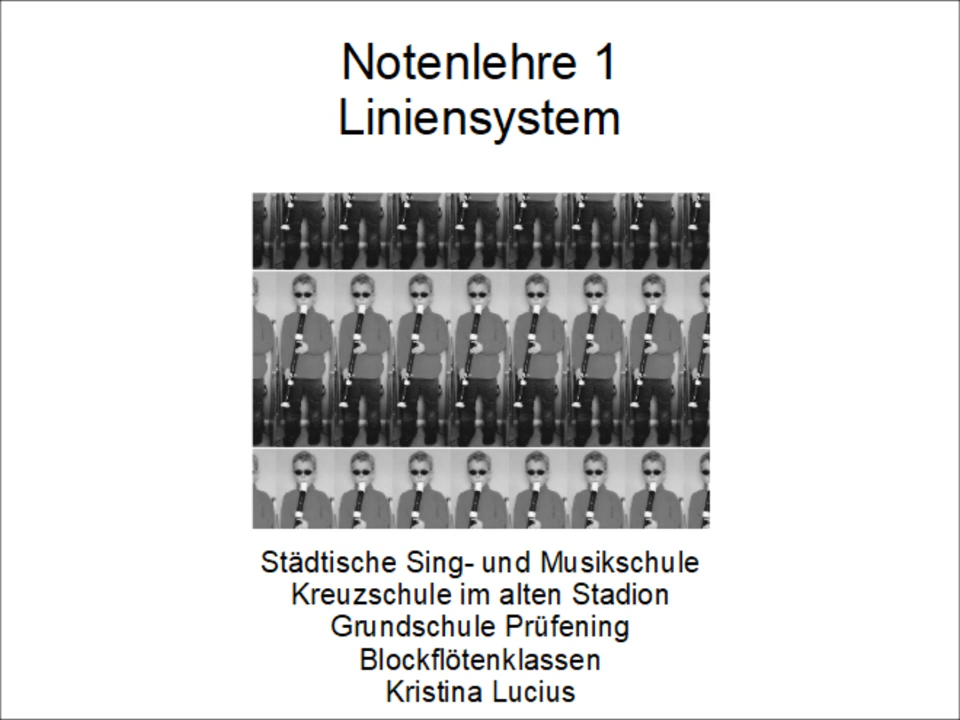 Notenlehre 1
Liniensystem
Städtische Sing- und Musikschule
Kreuzschule im alten Stadion
Grundschule Prüfening
Blockflötenklassen
Kristina Lucius